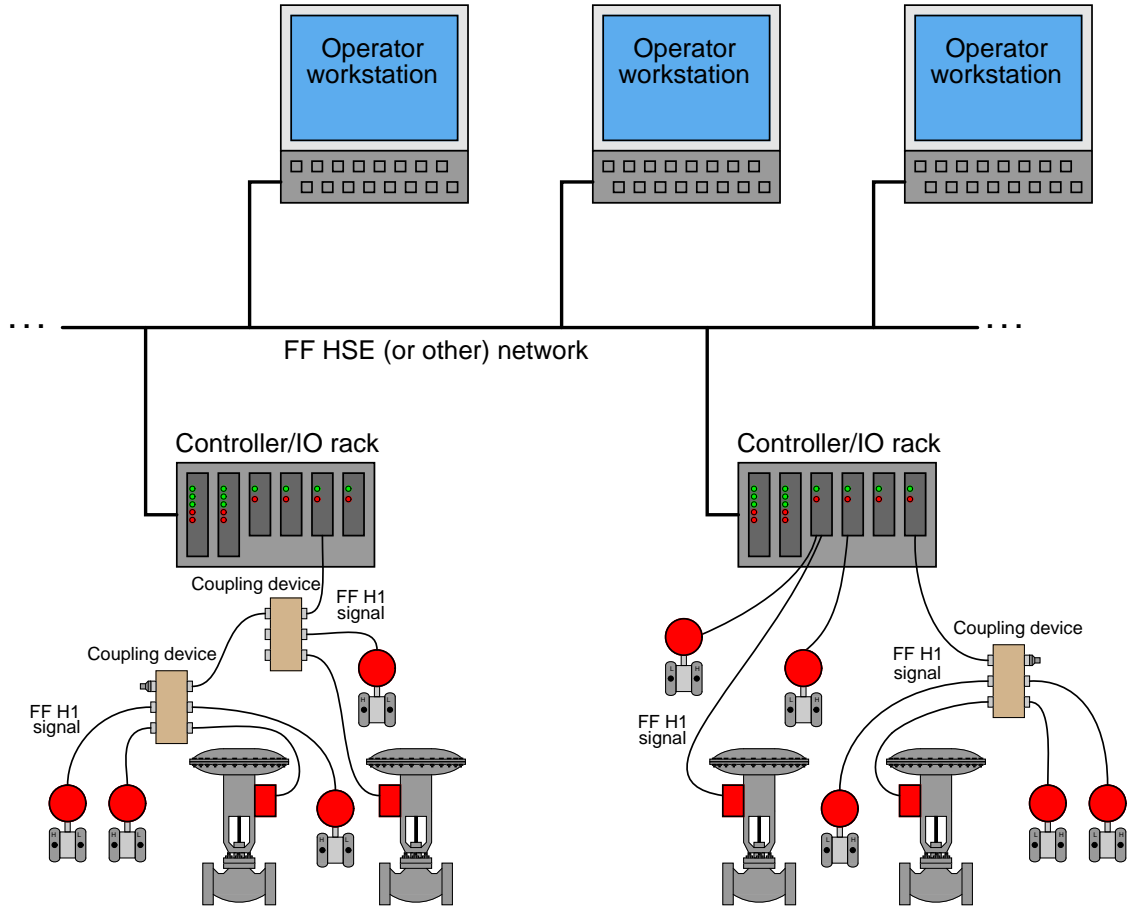 Operator
workstation
Operator
workstation
Operator
workstation
. . .
. . .
FF HSE (or other) network
Controller/IO rack
Controller/IO rack
Coupling device
FF H1
signal
Coupling device
FF H1
signal
Coupling device
FF H1
signal
FF H1
signal
H L
L H
L H
H L
H L
H L
L H
L H
L H